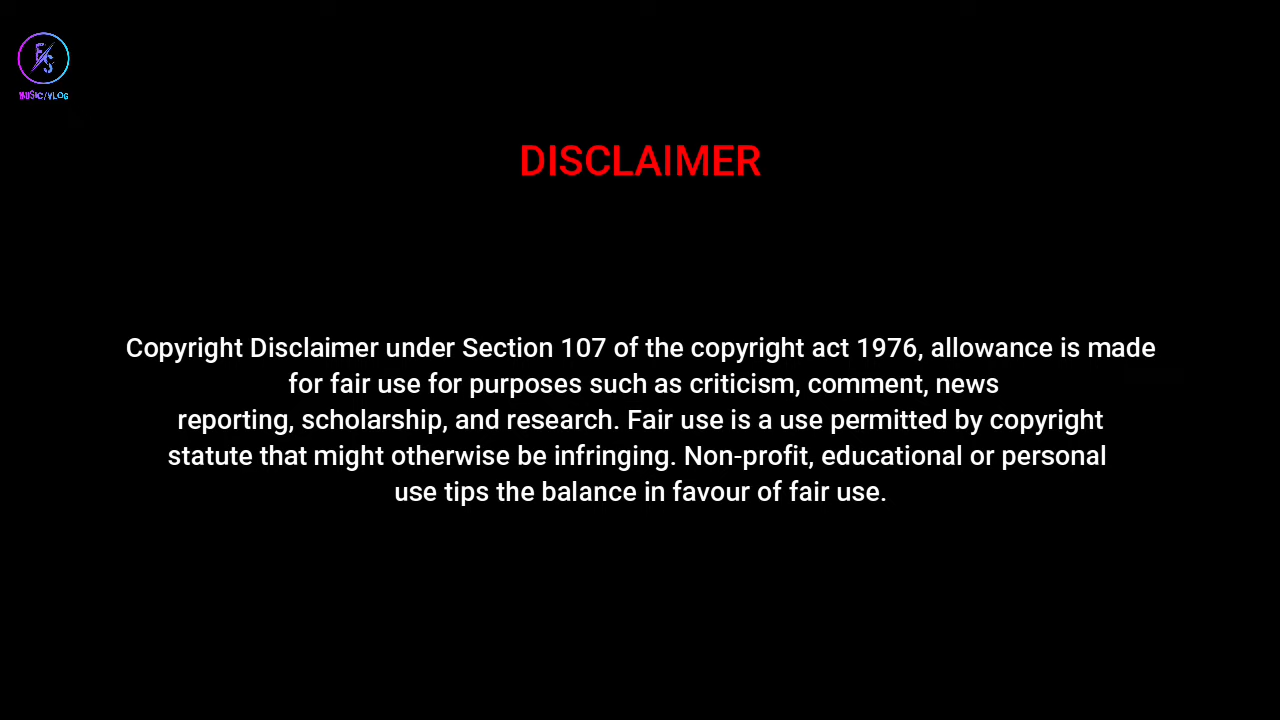 MUSIC/VLOG
DISCLAIMER
Copyright Disclaimer under Section 107 of the copyright act 1976, allowance is made
for fair use for purposes such as criticism, comment, news
reporting, scholarship, and research. Fair use is a use permitted by copyright
statute that might otherwise be infringing. Non-profit, educational or personal
use tips the balance in favour of fair use.